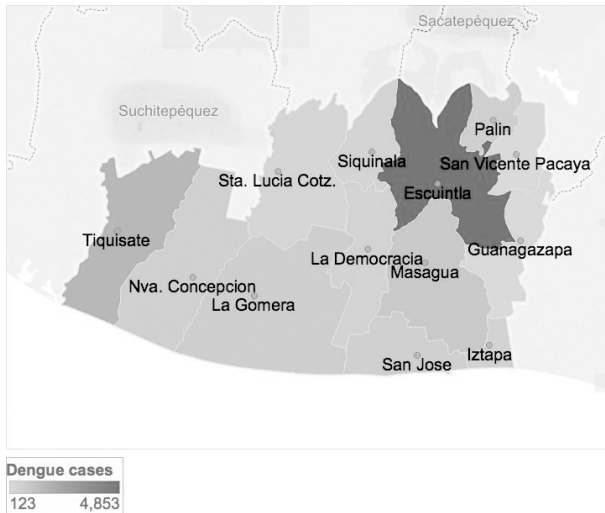 Sacatepéquez
Suchitepéquez
Palin
Siquinala
San Vicente Pacaya
Sta. Lucia Cotz.
Escuintla
Tiquisate
Guanagazapa
La Democracia
Masagua
Nva. Concepcion
La Gomera
Iztapa
San Jose
Dengue cases
123 4,853